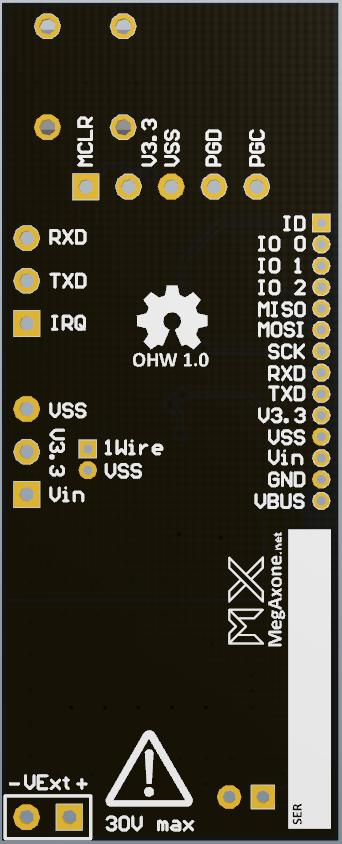 MCLR
V3.3
VSS
PGD
PGC
RXD
TXD
IRQ
ID
IO 0
IO 1
IO 2
MISO
MOSI
SCK
RXD
TXD
V3.3
VSS
Vin
GND
VBUS
OHW 1.0
VSS
V3.3
Vin
1Wire
VSS
MX
MegAxone.net
-VExt+
30V max
SER